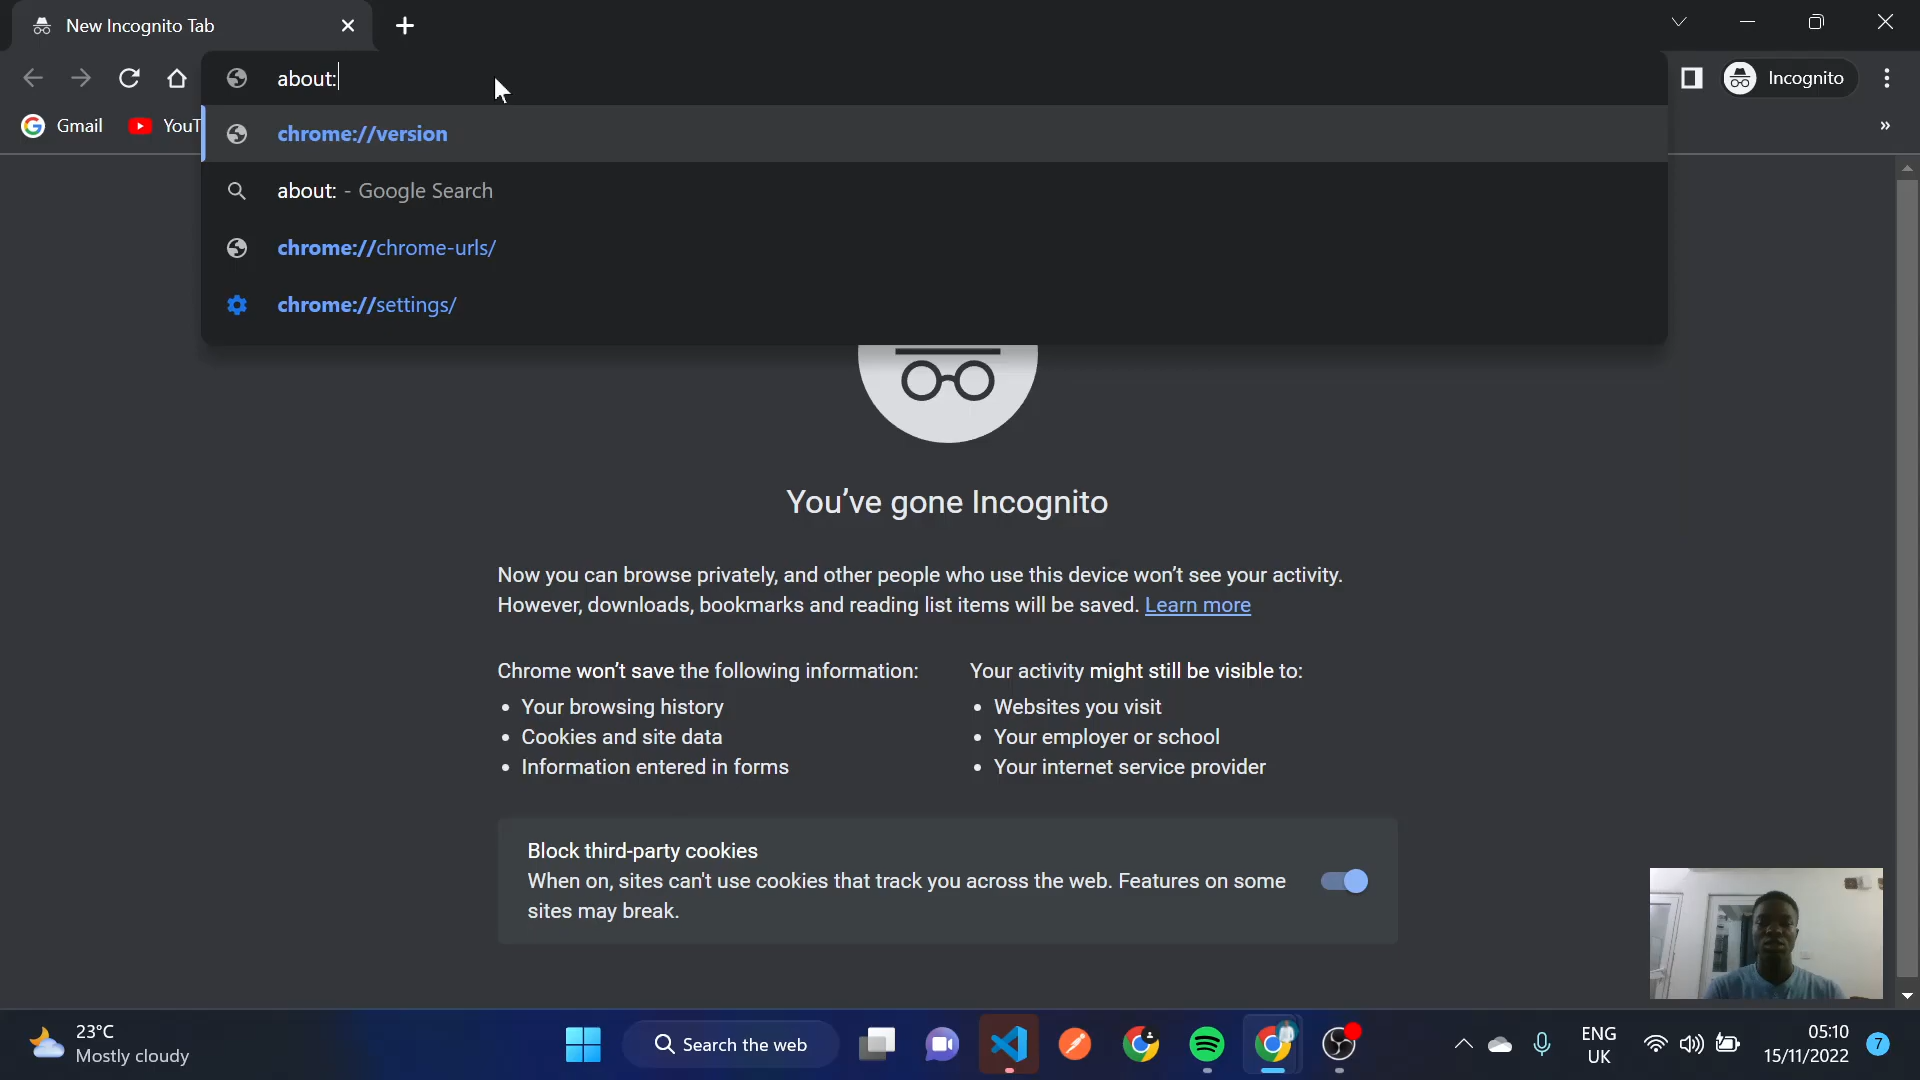 New Incognito Tab
about:
Incognito
Gmail
YouT
»
chrome://version
about: - Google Search
chrome://chrome-urls/
chrome://settings/
You've gone Incognito
Now you can browse privately, and other people who use this device won't see your activity.
However, downloads, bookmarks and reading list items will be saved. Learn more
Chrome won't save the following information:
• Your browsing history
• Cookies and site data
• Information entered in forms
Your activity might still be visible to:
• Websites you visit
• Your employer or school
• Your internet service provider
Block third-party cookies
When on, sites can't use cookies that track you across the web. Features on some
sites may break.
23°C
Mostly cloudy
Search the web
ENG
UK
05:10
15/11/2022
7